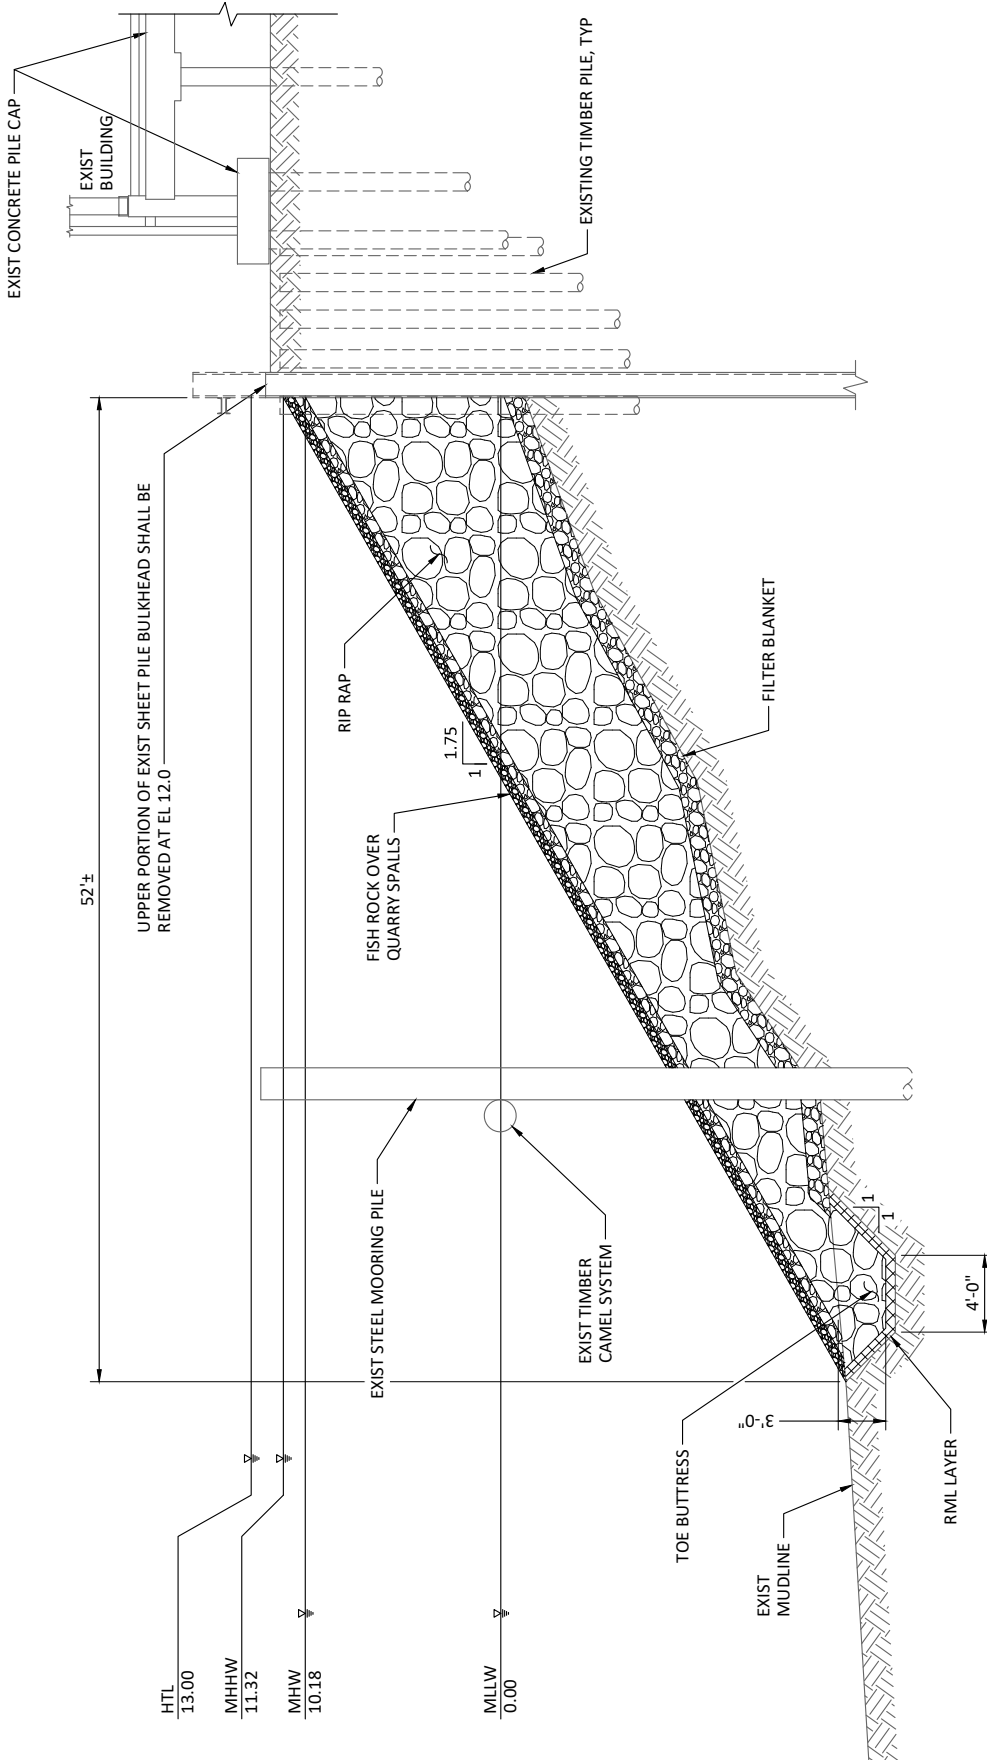 HTL
13.00
MHHW
11.32
MHW
10.18
MLLW
0.00
52'±
UPPER PORTION OF EXIST SHEET PILE BULKHEAD SHALL BE
REMOVED AT EL 12.0
EXIST CONCRETE PILE CAP
EXIST
BUILDING
EXISTING TIMBER PILE, TYP
RIP RAP
1.75
1
FISH ROCK OVER
QUARRY SPALLS
FILTER BLANKET
EXIST STEEL MOORING PILE
EXIST TIMBER
CAMEL SYSTEM
TOE BUTTRESS
EXIST
MUDLINE
3'-0"
1
1
4'-0"
RML LAYER